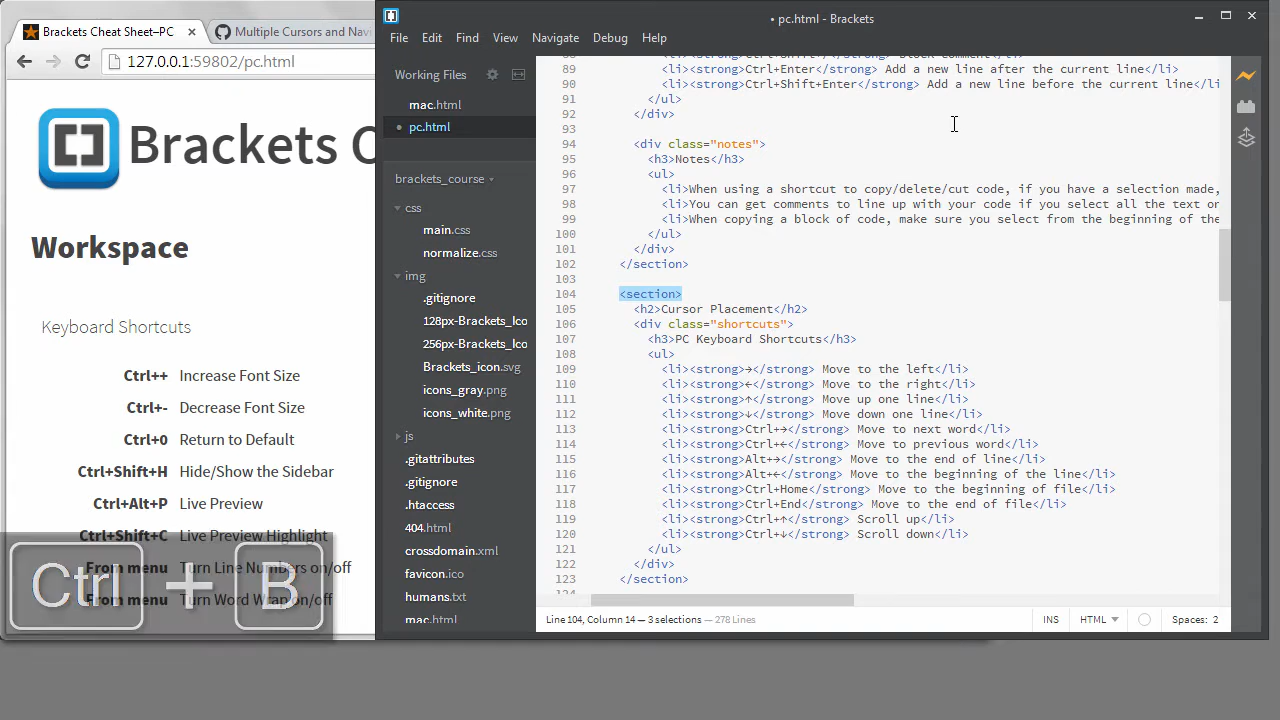 Brackets Cheat Sheet–PC
Multiple Cursors and Nav
127.0.0.1:59802/pc.html
Brackets C
Workspace
Keyboard Shortcuts
Ctrl++ Increase Font Size
Ctrl+- Decrease Font Size
Ctrl+0 Return to Default
Ctrl+Shift+H Hide/Show the Sidebar
Ctrl+Alt+P Live Preview
Ctrl+Shift+C Live Preview Highlight
From menu Turn Line Numbers on/off
From menu Turn Word Wrap on/off
Ctrl + B
• pc.html - Brackets
File Edit Find View Navigate Debug Help
Working Files
mac.html
pc.html
brackets_course
css
main.css
normalize.css
img
.gitignore
128px-Brackets_Ico
256px-Brackets_Ico
Brackets_icon.svg
icons_gray.png
icons_white.png
js
.gitattributes
.gitignore
.htaccess
404.html
crossdomain.xml
favicon.ico
humans.txt
mac.html
89 <li><strong>Ctrl+Enter</strong> Add a new line after the current line</li>
90 <li><strong>Ctrl+Shift+Enter</strong> Add a new line before the current line</li
91 </ul>
92 </div>
93
94 <div class="notes">
95 <h3>Notes</h3>
96 <ul>
97 <li>When using a shortcut to copy/delete/cut code, if you have a selection made,
98 <li>You can get comments to line up with your code if you select all the text on
99 <li>When copying a block of code, make sure you select from the beginning of the
100 </ul>
101 </div>
102 </section>
103
104 <section>
105 <h2>Cursor Placement</h2>
106 <div class="shortcuts">
107 <h3>PC Keyboard Shortcuts</h3>
108 <ul>
109 <li><strong>→</strong> Move to the left</li>
110 <li><strong>←</strong> Move to the right</li>
111 <li><strong>↑</strong> Move up one line</li>
112 <li><strong>↓</strong> Move down one line</li>
113 <li><strong>Ctrl+→</strong> Move to next word</li>
114 <li><strong>Ctrl+←</strong> Move to previous word</li>
115 <li><strong>Alt+→</strong> Move to the end of line</li>
116 <li><strong>Alt+←</strong> Move to the beginning of the line</li>
117 <li><strong>Ctrl+Home</strong> Move to the beginning of file</li>
118 <li><strong>Ctrl+End</strong> Move to the end of file</li>
119 <li><strong>Ctrl+↑</strong> Scroll up</li>
120 <li><strong>Ctrl+↓</strong> Scroll down</li>
121 </ul>
122 </div>
123 </section>
Line 104, Column 14 — 3 selections — 278 Lines
INS HTML Spaces: 2